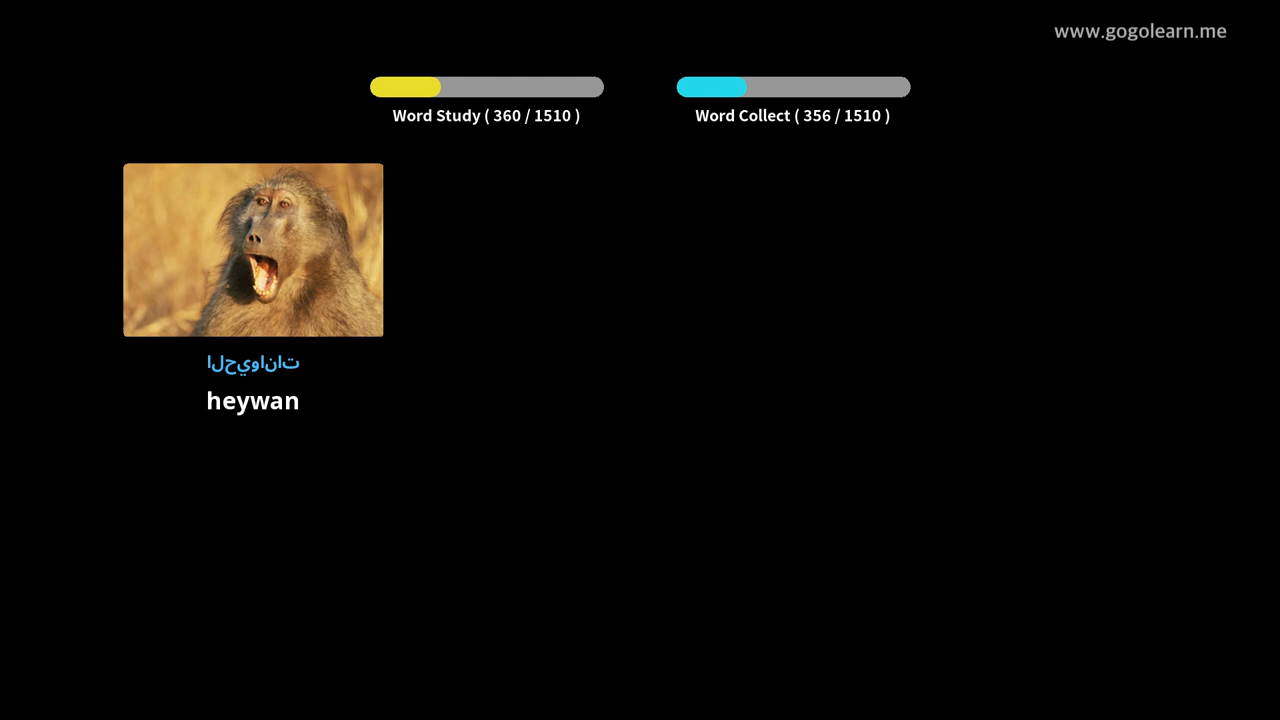 www.gogolearn.me
Word Study ( 360 / 1510 )
Word Collect ( 356 / 1510 )
الحيوانات
heywan